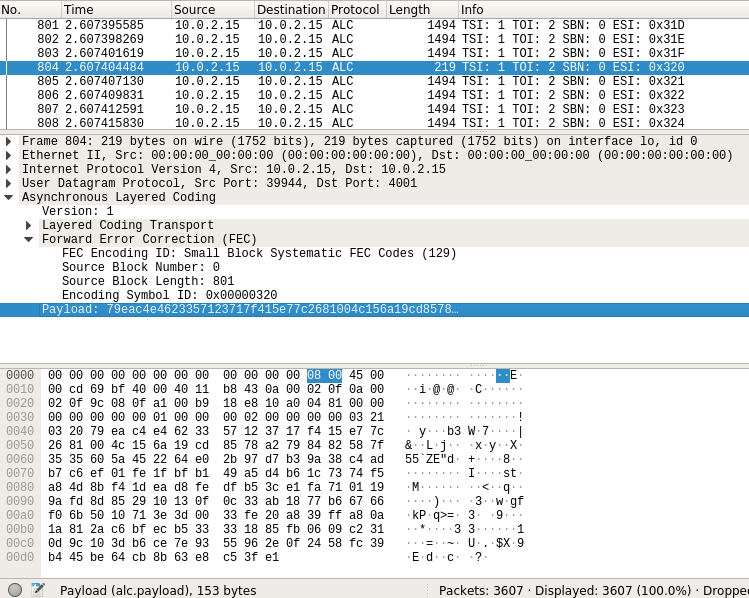 No. Time Source Destination Protocol Length Info
801 2.607395585 10.0.2.15 10.0.2.15 ALC 1494 TSI: 1 TOI: 2 SBN: 0 ESI: 0x31D
802 2.607398269 10.0.2.15 10.0.2.15 ALC 1494 TSI: 1 TOI: 2 SBN: 0 ESI: 0x31E
803 2.607401619 10.0.2.15 10.0.2.15 ALC 1494 TSI: 1 TOI: 2 SBN: 0 ESI: 0x31F
804 2.607404484 10.0.2.15 10.0.2.15 ALC 219 TSI: 1 TOI: 2 SBN: 0 ESI: 0x320
805 2.607407130 10.0.2.15 10.0.2.15 ALC 1494 TSI: 1 TOI: 2 SBN: 0 ESI: 0x321
806 2.607409831 10.0.2.15 10.0.2.15 ALC 1494 TSI: 1 TOI: 2 SBN: 0 ESI: 0x322
807 2.607412591 10.0.2.15 10.0.2.15 ALC 1494 TSI: 1 TOI: 2 SBN: 0 ESI: 0x323
808 2.607415830 10.0.2.15 10.0.2.15 ALC 1494 TSI: 1 TOI: 2 SBN: 0 ESI: 0x324
Frame 804: 219 bytes on wire (1752 bits), 219 bytes captured (1752 bits) on interface lo, id 0
Ethernet II, Src: 00:00:00_00:00:00 (00:00:00:00:00:00), Dst: 00:00:00_00:00:00 (00:00:00:00:00:00)
Internet Protocol Version 4, Src: 10.0.2.15, Dst: 10.0.2.15
User Datagram Protocol, Src Port: 39944, Dst Port: 4001
Asynchronous Layered Coding
Version: 1
Layered Coding Transport
Forward Error Correction (FEC)
FEC Encoding ID: Small Block Systematic FEC Codes (129)
Source Block Number: 0
Source Block Length: 801
Encoding Symbol ID: 0x00000320
Payload: 79eac4e4623357123717f415e77c2681004c156a19cd8578…
0000 00 00 00 00 00 00 00 00 00 00 00 00 08 00 45 00 ········ ······E·
0010 00 cd 69 bf 40 00 40 11 b8 43 0a 00 02 0f 0a 00 ··i·@·@· ·C······
0020 02 0f 9c 08 0f a1 00 b9 18 e8 10 a0 04 81 00 00 ········ ········
0030 00 00 00 00 01 00 00 00 02 00 00 00 00 03 21 ········ ·······!
0040 03 20 79 ea c4 e4 62 33 57 12 37 17 f4 15 e7 7c · y···b3 W·7····|
0050 26 81 00 4c 15 6a 19 cd 85 78 a2 79 84 82 58 7f &··L·j·· ·x·y··X·
0060 35 35 60 5a 45 22 64 e0 2b 97 d7 b3 9a 38 c4 ad 55`ZE"d· +····8··
0070 b7 c6 ef 01 fe 1f bf b1 49 a5 d4 b6 1c 73 74 f5 ········ I····st·
0080 a8 4d 8b f4 1d ea d8 fe df b5 3c e1 fa 71 01 19 ·M······ ··<··q··
0090 9a fd 8d 85 29 10 13 0f 0c 33 ab 18 77 b6 67 66 ····)··· ·3··w·gf
00a0 f0 6b 50 10 71 3e 3d 00 33 fe 20 a8 39 ff a8 0a ·kP·q>=· 3· ·9···
00b0 1a 81 2a c6 bf ec b5 33 33 18 85 fb 06 09 c2 31 ··*····3 3······1
00c0 0d 9c 10 3d b6 ce 7e 93 55 96 2e 0f 24 58 fc 39 ···=··~· U·.·$X·9
00d0 b4 45 be 64 cb 8b 63 e8 c5 3f e1 ·E·d··c· ·?·
Payload (alc.payload), 153 bytes Packets: 3607 · Displayed: 3607 (100.0%) · Droppe